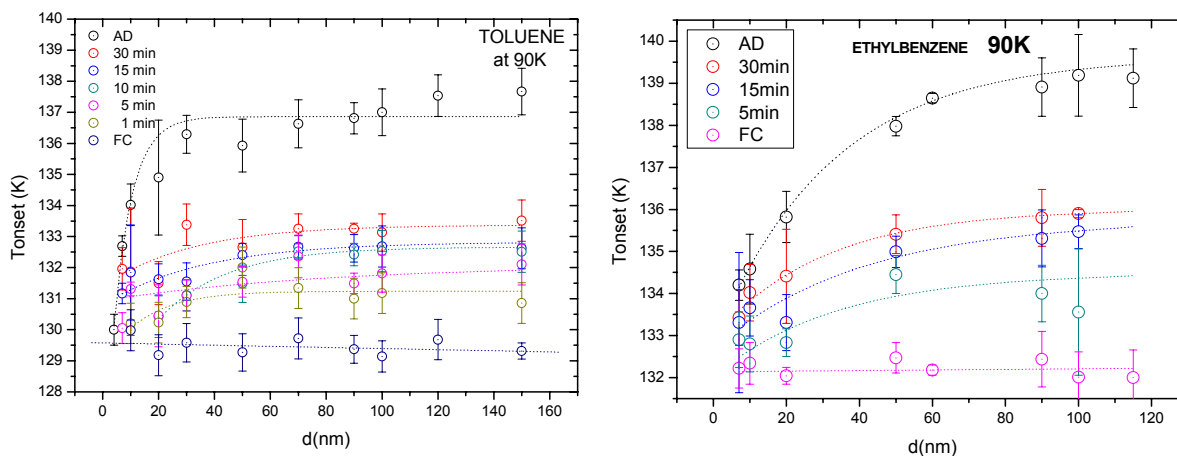 TOLUENE
at 90K
AD
30 min
15 min
10 min
5 min
1 min
FC
Tonset (K)
141
140
139
138
137
136
135
134
133
132
131
130
129
128
0 20 40 60 80 100 120 140 160
d(nm)
ETHYLBENZENE 90K
AD
30min
15min
5min
FC
Tonset (K)
140
139
138
137
136
135
134
133
132
0 20 40 60 80 100 120
d(nm)